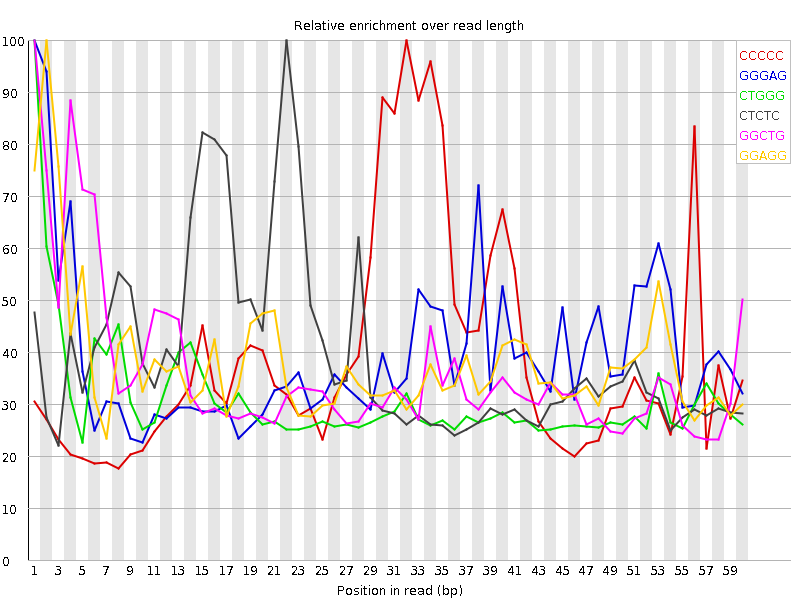 Relative enrichment over read length
100
90
80
70
60
50
40
30
20
10
0
CCCCC
GGGAG
CTGGG
CTCTC
GGCTG
GGAGG
1 3 5 7 9 11 13 15 17 19 21 23 25 27 29 31 33 35 37 39 41 43 45 47 49 51 53 55 57 59
Position in read (bp)